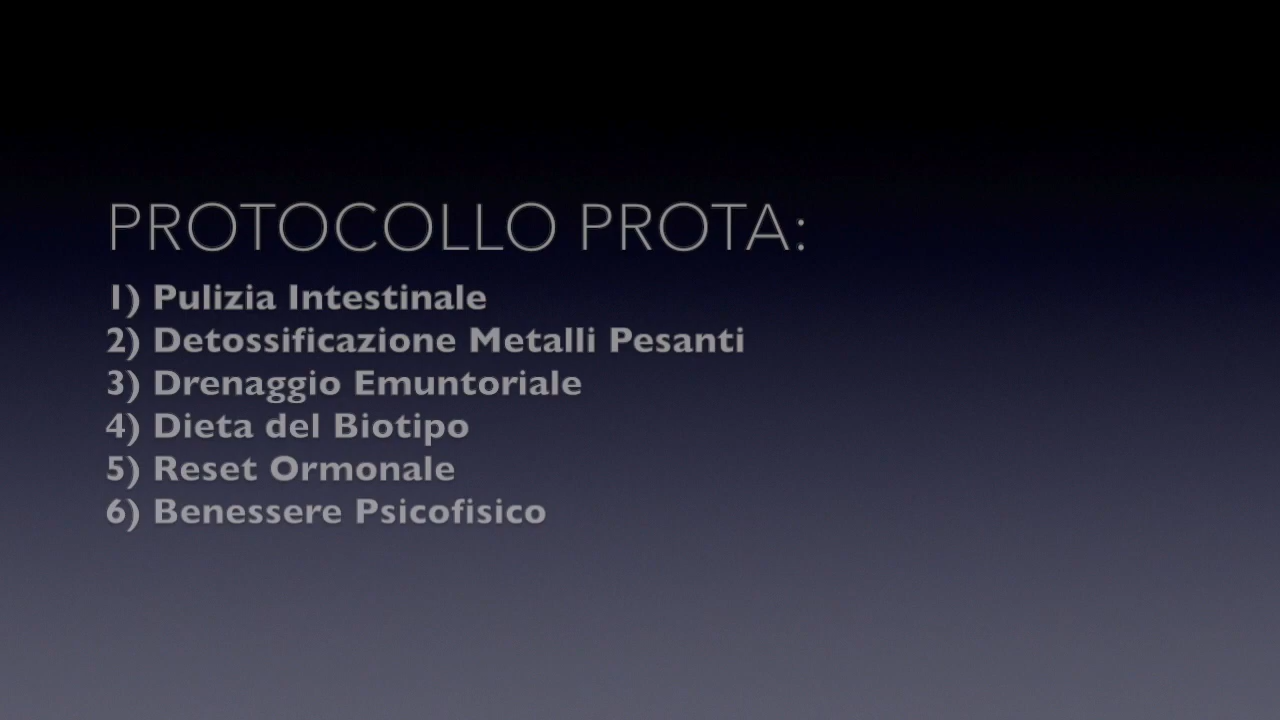 PROTOCOLLO PROTA:
1) Pulizia Intestinale
2) Detossificazione Metalli Pesanti
3) Drenaggio Emuntoriale
4) Dieta del Biotipo
5) Reset Ormonale
6) Benessere Psicofisico